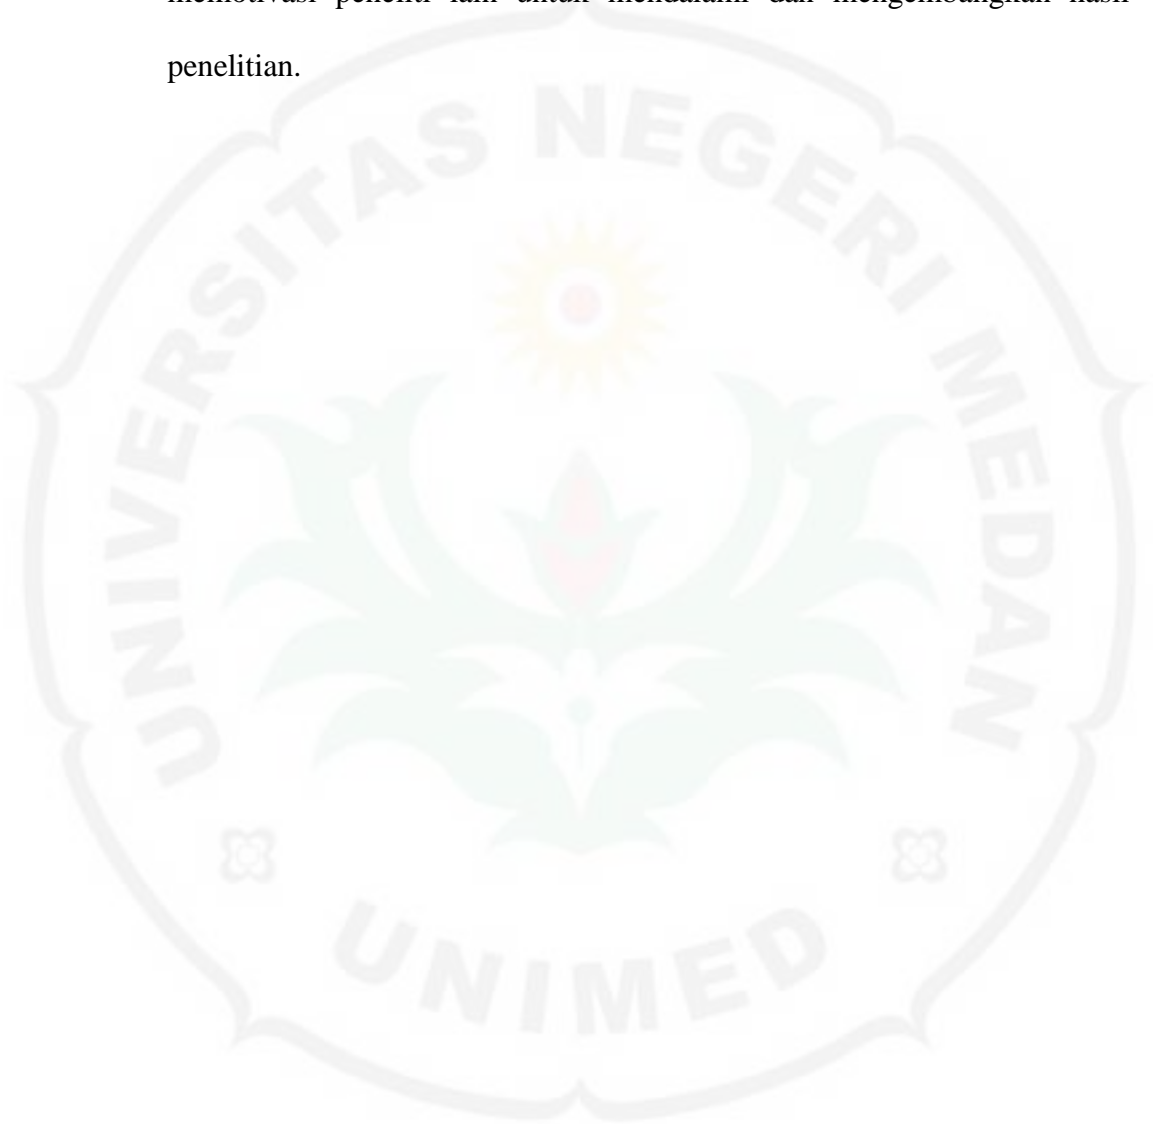 memotivasi peneliti lain untuk mendalami dan mengembangkan hasil
penelitian.
UNIVERSITAS NEGERI MEDAN
UNIMED